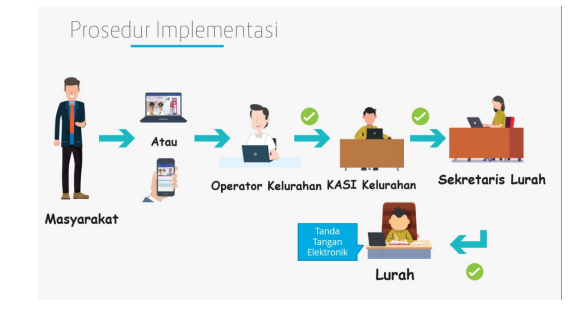 Prosedur Implementasi
Atau
Operator Kelurahan
KASI Kelurahan
Sekretaris Lurah
Masyarakat
Tanda
Tangan
Elektronik
Lurah